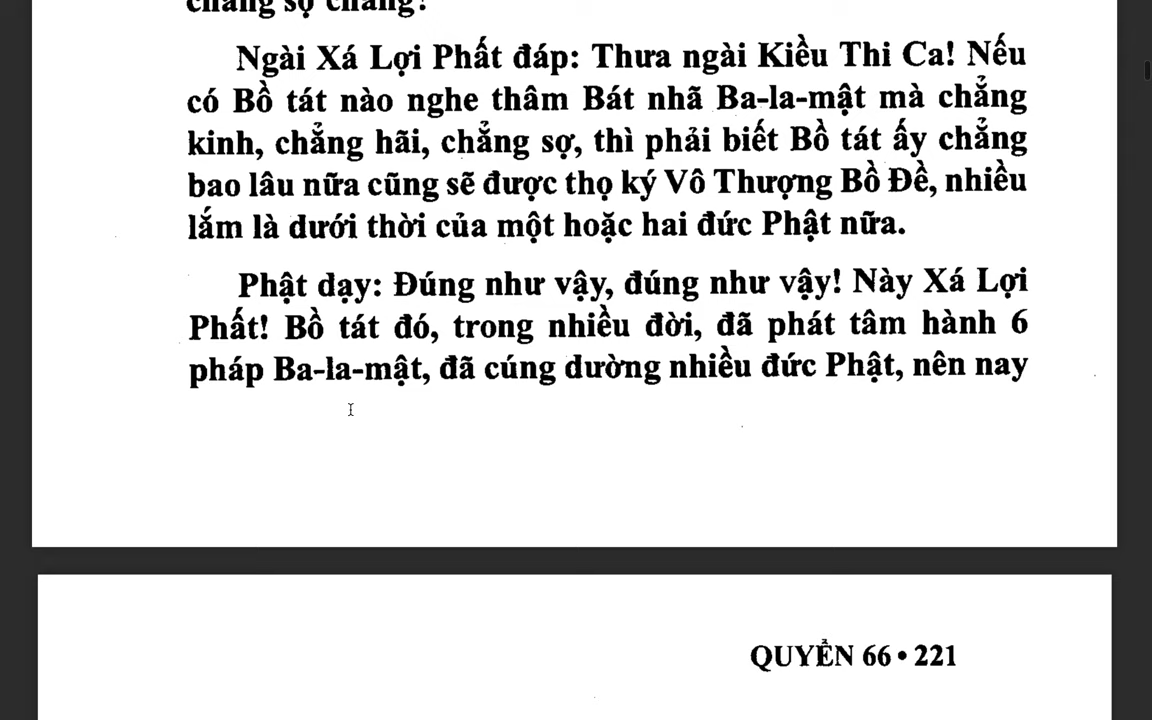 chẳng sợ chăng?
Ngài Xá Lợi Phất đáp: Thưa ngài Kiều Thi Ca! Nếu
có Bồ tát nào nghe thâm Bát nhã Ba-la-mật mà chẳng
kinh, chẳng hãi, chẳng sợ, thì phải biết Bồ tát ấy chẳng
bao lâu nữa cũng sẽ được thọ ký Vô Thượng Bồ Đề, nhiều
lắm là dưới thời của một hoặc hai đức Phật nữa.
Phật dạy: Đúng như vậy, đúng như vậy! Này Xá Lợi
Phất! Bồ tát đó, trong nhiều đời, đã phát tâm hành 6
pháp Ba-la-mật, đã cúng dường nhiều đức Phật, nên nay
QUYỂN 66 • 221